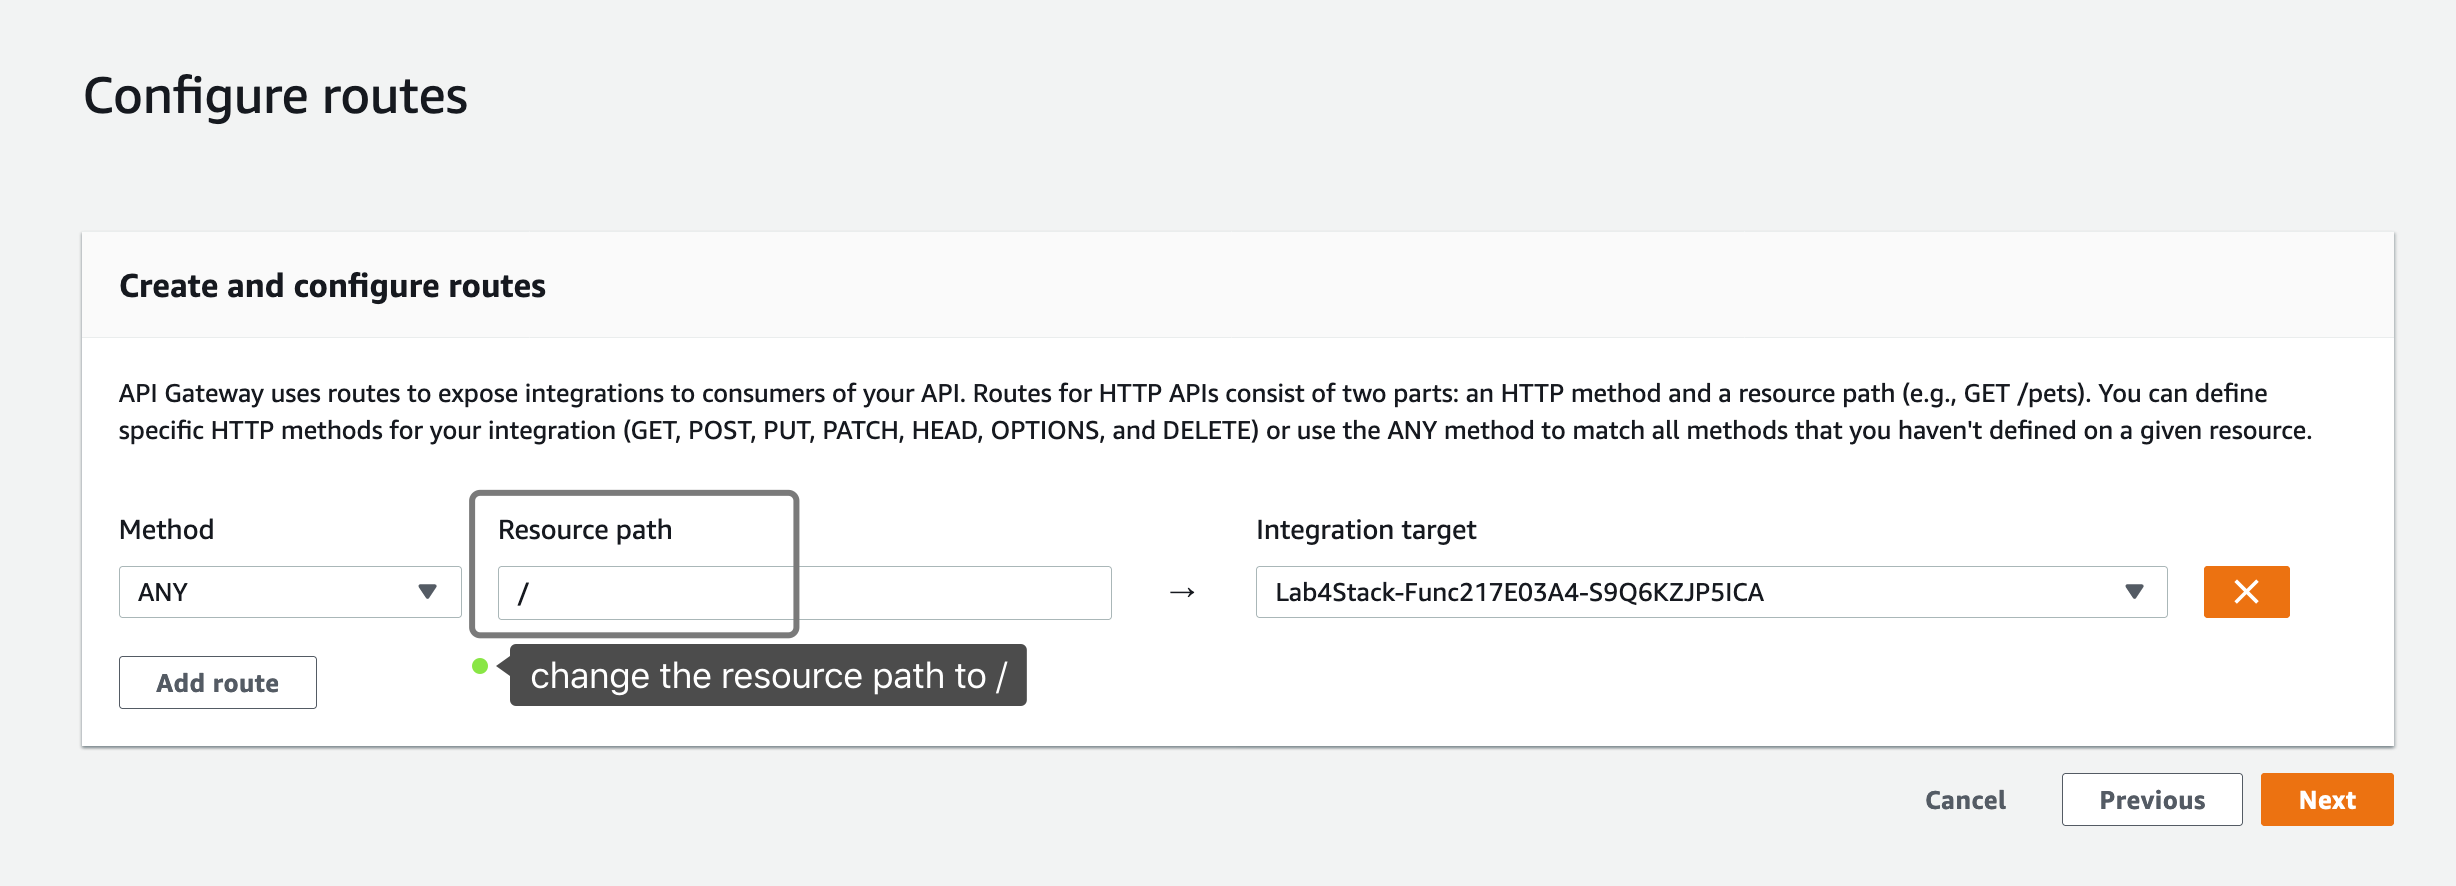 Configure routes
Create and configure routes
API Gateway uses routes to expose integrations to consumers of your API. Routes for HTTP APIs consist of two parts: an HTTP method and a resource path (e.g., GET /pets). You can define
specific HTTP methods for your integration (GET, POST, PUT, PATCH, HEAD, OPTIONS, and DELETE) or use the ANY method to match all methods that you haven't defined on a given resource.
Method Resource path Integration target
ANY / → Lab4Stack-Func217E03A4-S9Q6KZJP5ICA
Add route change the resource path to /
Cancel Previous Next